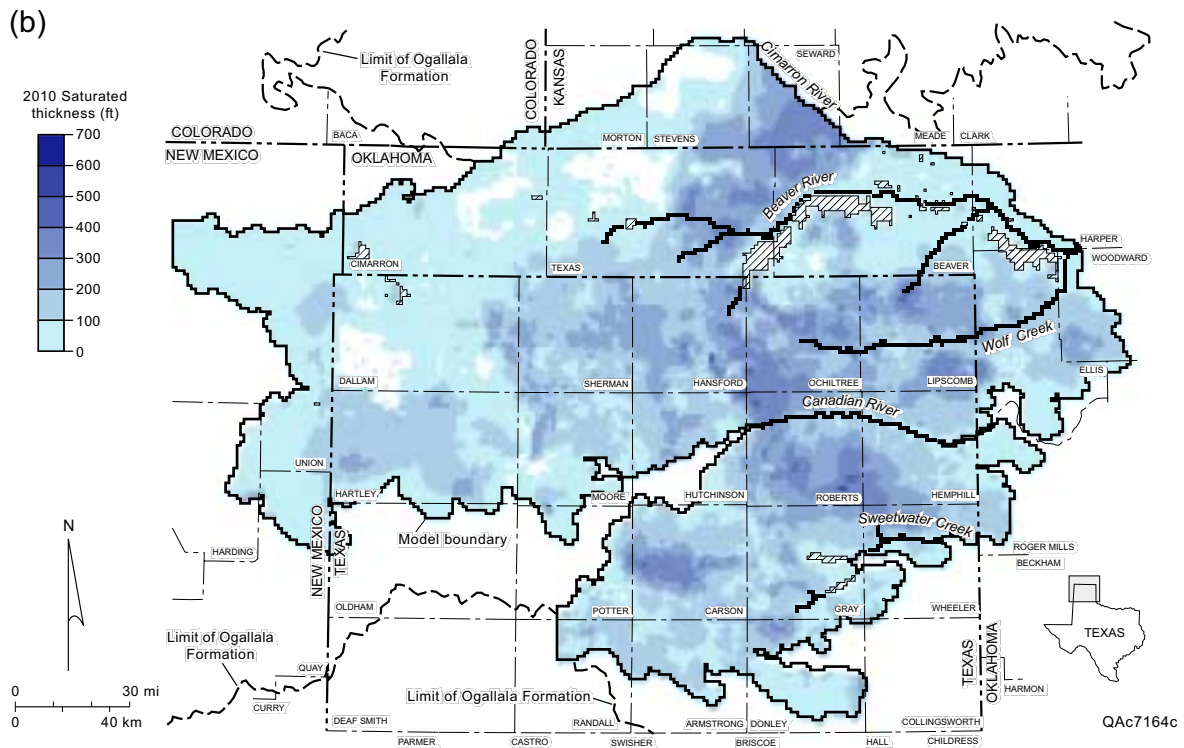 (b)
Limit of Ogallala
Formation
2010 Saturated
thickness (ft)
700
600
500
400
300
200
100
0
COLORADO
KANSAS
Cimarron River
SEWARD
COLORADO
NEW MEXICO
BACA
OKLAHOMA
MORTON
STEVENS
MEADE
CLARK
Beaver River
HARPER
WOODWARD
CIMARRON
TEXAS
BEAVER
Wolf Creek
ELLIS
DALLAM
SHERMAN
HANSFORD
OCHILTREE
LIPSCOMB
Canadian River
UNION
HARTLEY
MOORE
HUTCHINSON
ROBERTS
HEMPHILL
Sweetwater Creek
N
HARDING
NEW MEXICO
TEXAS
Model boundary
ROGER MILLS
BECKHAM
OLDHAM
POTTER
CARSON
GRAY
WHEELER
TEXAS
Limit of Ogallala
Formation
QUAY
TEXAS
OKLAHOMA
0 30 mi
0 40 km
CURRY
Limit of Ogallala Formation
HARMON
DEAF SMITH
RANDALL
ARMSTRONG
DONLEY
COLLINGSWORTH
QAc7164c
PARMER
CASTRO
SWISHER
BRISCOE
HALL
CHILDRESS